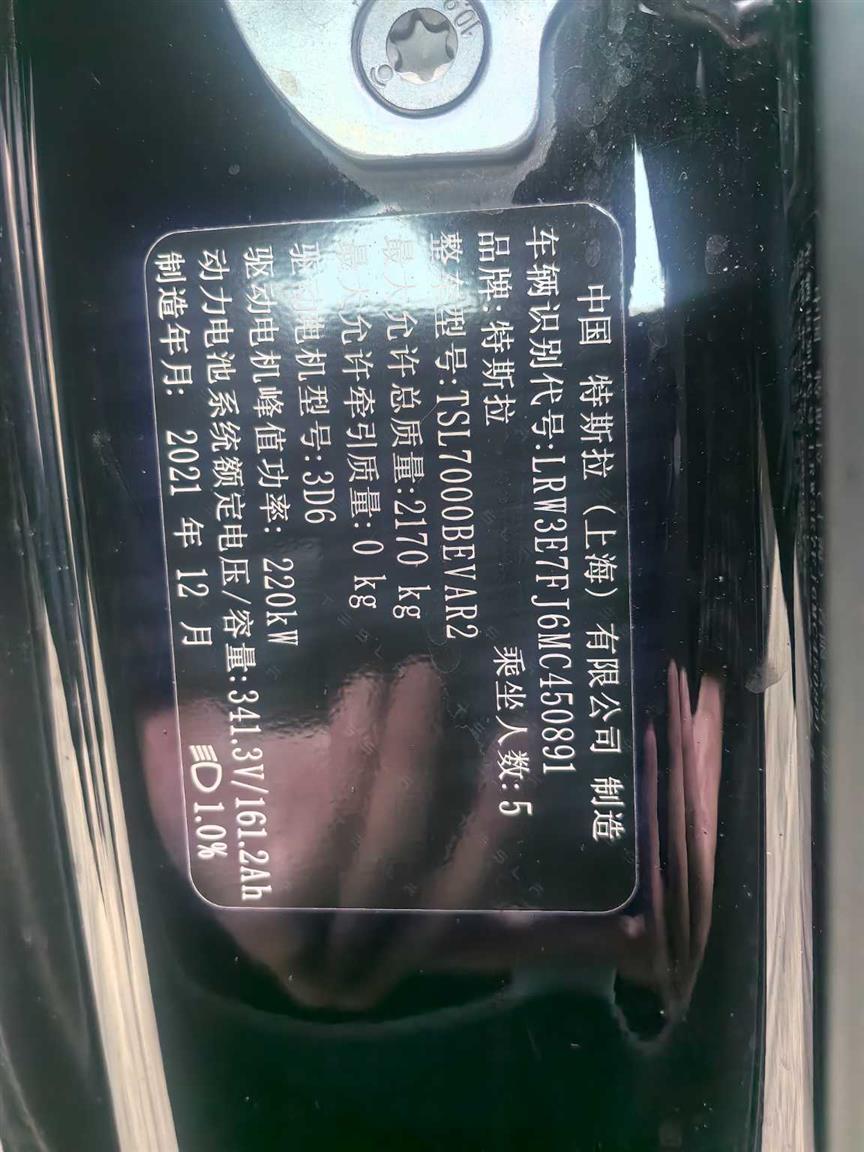 中国 特斯拉（上海）有限公司 制造
车辆识别代号:LRW3E7FJ6MC450891
品牌:特斯拉 乘坐人数:5
整车型号:TSL7000BEVAR2
最大允许总质量:2170 kg
最大允许牵引质量:0 kg
驱动电机型号:3D6
驱动电机峰值功率: 220kW
动力电池系统额定电压/容量:341.3V/161.2Ah
制造年月: 2021 年 12 月 1.0%
10.9